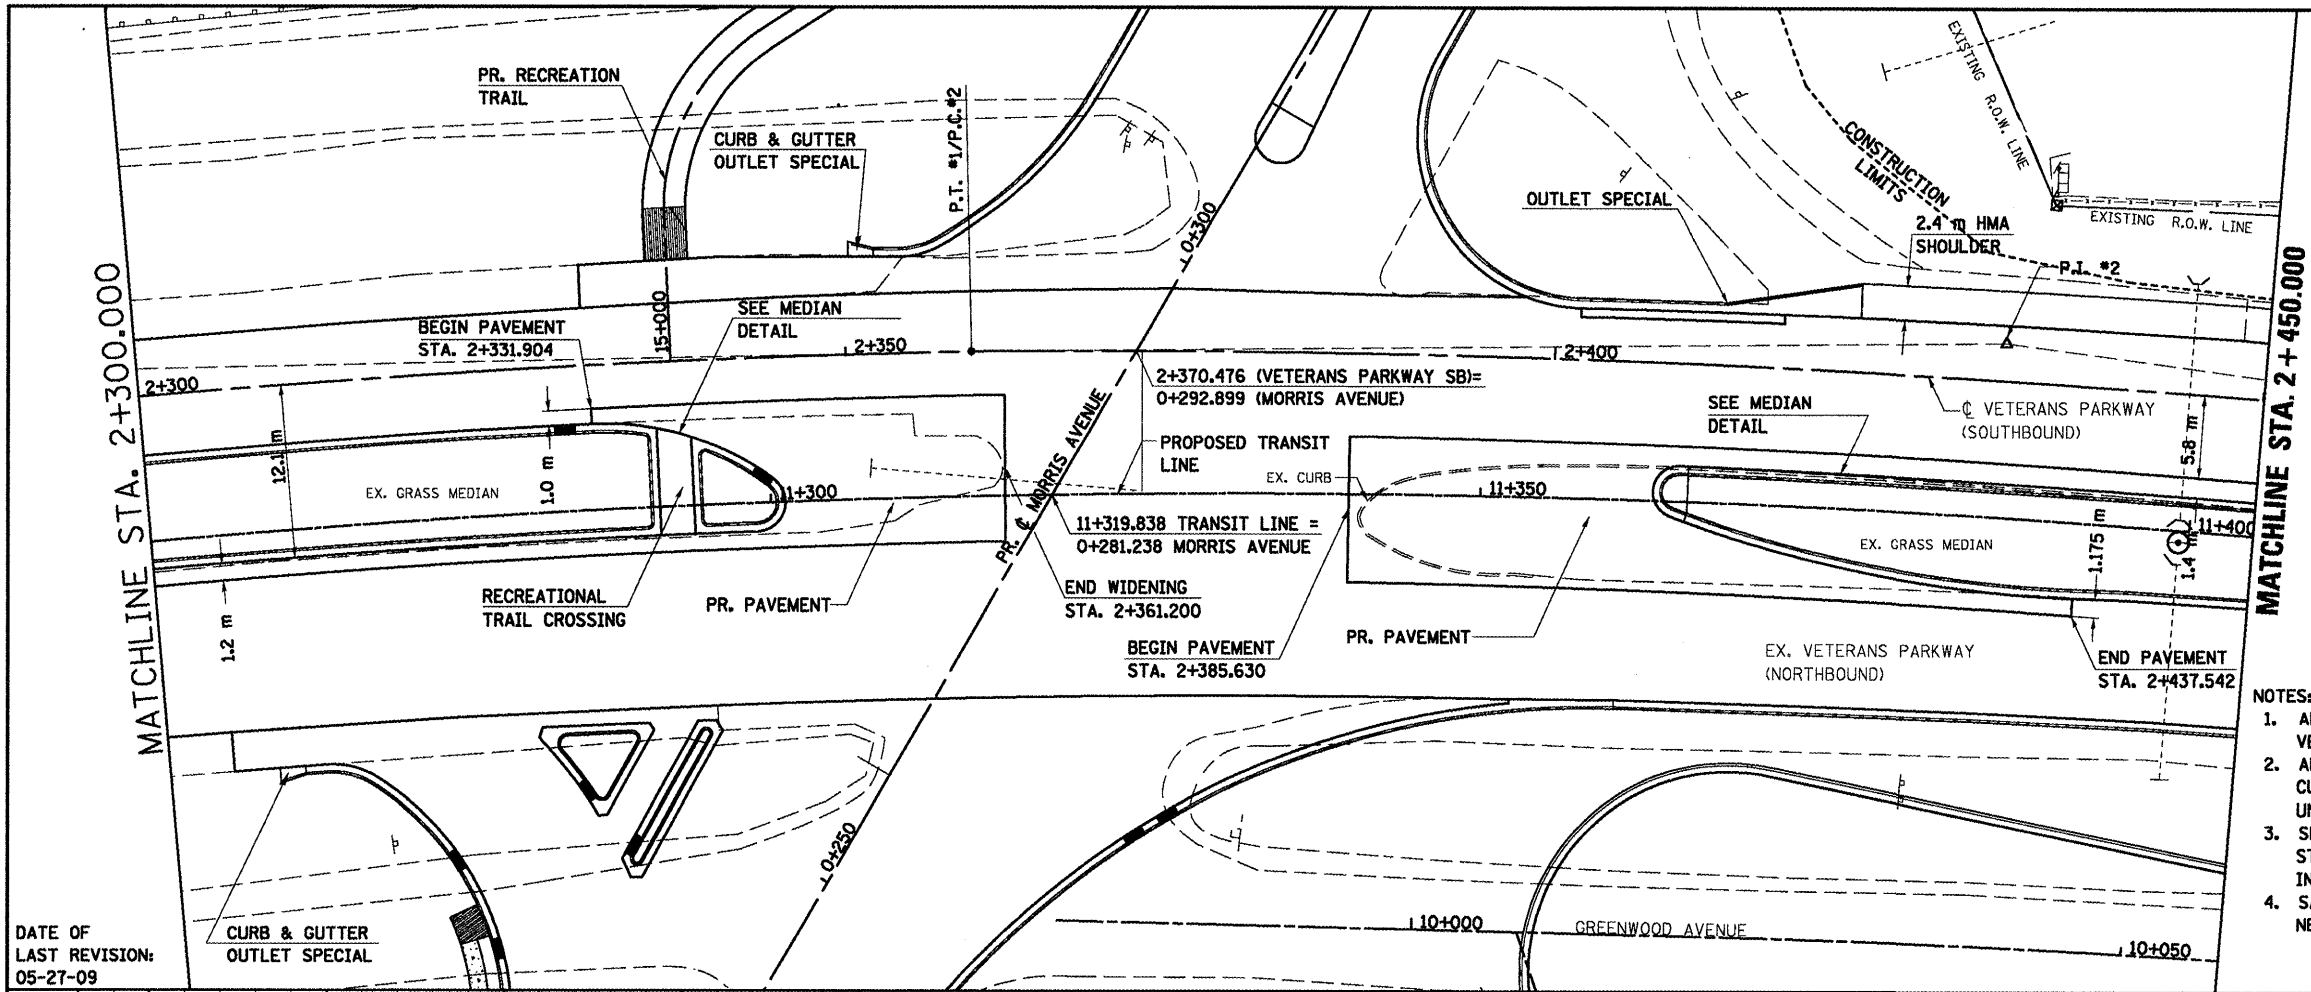 PR. RECREATION
TRAIL
CURB & GUTTER
OUTLET SPECIAL
P.T. #1/P.C.#2
0+300
OUTLET SPECIAL
CONSTRUCTION
LIMITS
EXISTING R.O.W. LINE
EXISTING R.O.W. LINE
2.4 m HMA
SHOULDER
P.I. #2
MATCHLINE STA. 2+300.000
MATCHLINE STA. 2+450.000
BEGIN PAVEMENT
STA. 2+331.904
15+000
SEE MEDIAN
DETAIL
2+350
2+400
2+300
2+370.476 (VETERANS PARKWAY SB)=
0+292.899 (MORRIS AVENUE)
SEE MEDIAN
DETAIL
℄ VETERANS PARKWAY
(SOUTHBOUND)
5.8 m
12.1 m
1.0 m
EX. GRASS MEDIAN
11+300
PR. ℄ MORRIS AVENUE
PROPOSED TRANSIT
LINE
EX. CURB
11+350
11+319.838 TRANSIT LINE =
0+281.238 MORRIS AVENUE
EX. GRASS MEDIAN
1.175 m
1.4 m
11+400
1.2 m
RECREATIONAL
TRAIL CROSSING
PR. PAVEMENT
END WIDENING
STA. 2+361.200
BEGIN PAVEMENT
STA. 2+385.630
PR. PAVEMENT
EX. VETERANS PARKWAY
(NORTHBOUND)
END PAVEMENT
STA. 2+437.542
NOTES:
1.
2.
3.
4.
0+250
10+000
GREENWOOD AVENUE
10+050
CURB & GUTTER
OUTLET SPECIAL
DATE OF
LAST REVISION:
05-27-09